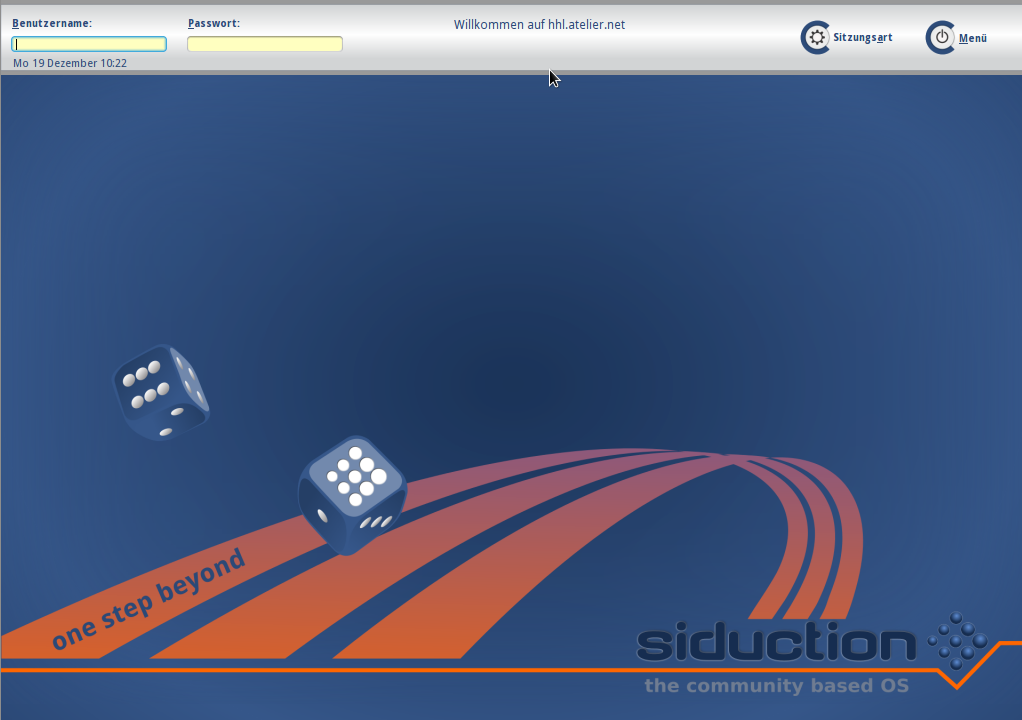 Benutzername: Passwort: Willkommen auf hhl.atelier.net
Sitzungsart Menü
Mo 19 Dezember 10:22
one step beyond
siduction
the community based OS